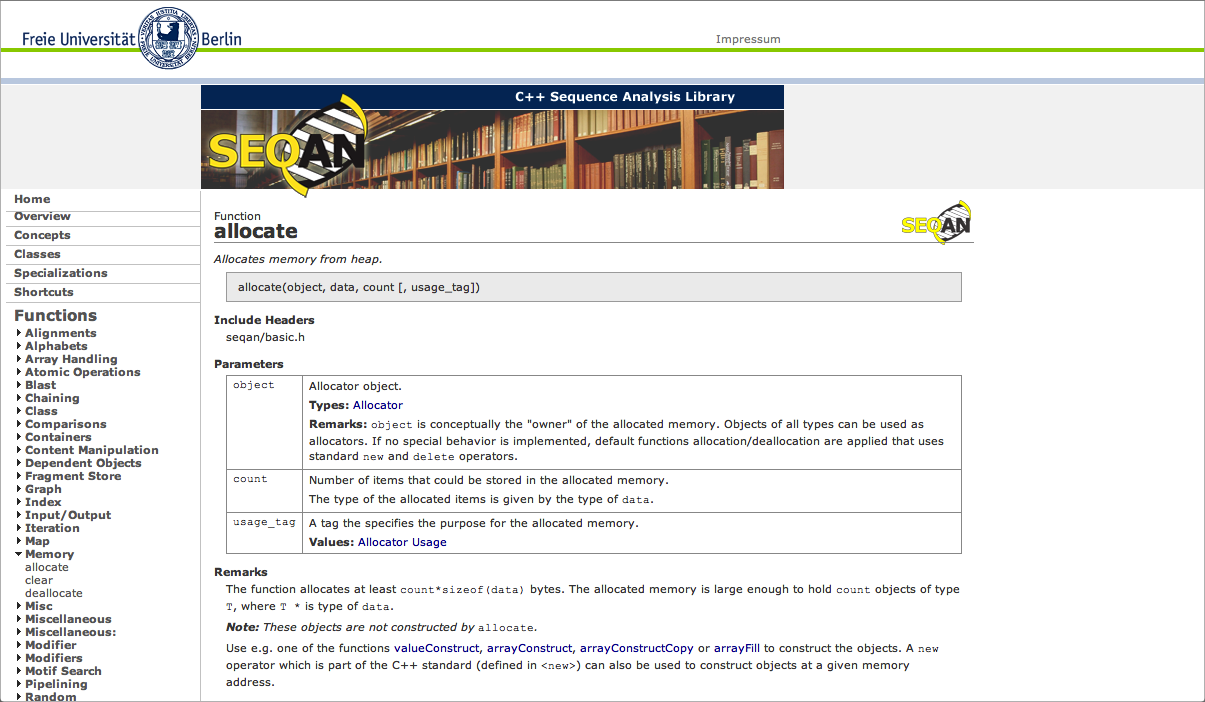 Freie Universität Berlin
Impressum
C++ Sequence Analysis Library
SEQAN
Home
Overview
Concepts
Classes
Specializations
Shortcuts
Functions
Alignments
Alphabets
Array Handling
Atomic Operations
Blast
Chaining
Class
Comparisons
Containers
Content Manipulation
Dependent Objects
Fragment Store
Graph
Index
Input/Output
Iteration
Map
Memory
allocate
clear
deallocate
Misc
Miscellaneous
Miscellaneous:
Modifier
Modifiers
Motif Search
Pipelining
Random
Function
allocate
SEQAN
Allocates memory from heap.
allocate(object, data, count [, usage_tag])
Include Headers
seqan/basic.h
Parameters
object
Allocator object.
Types: Allocator
Remarks: object is conceptually the "owner" of the allocated memory. Objects of all types can be used as
allocators. If no special behavior is implemented, default functions allocation/deallocation are applied that uses
standard new and delete operators.
count
Number of items that could be stored in the allocated memory.
The type of the allocated items is given by the type of data.
usage_tag
A tag the specifies the purpose for the allocated memory.
Values: Allocator Usage
Remarks
The function allocates at least count*sizeof(data) bytes. The allocated memory is large enough to hold count objects of type
T, where T * is type of data.
Note: These objects are not constructed by allocate.
Use e.g. one of the functions valueConstruct, arrayConstruct, arrayConstructCopy or arrayFill to construct the objects. A new
operator which is part of the C++ standard (defined in <new>) can also be used to construct objects at a given memory
address.